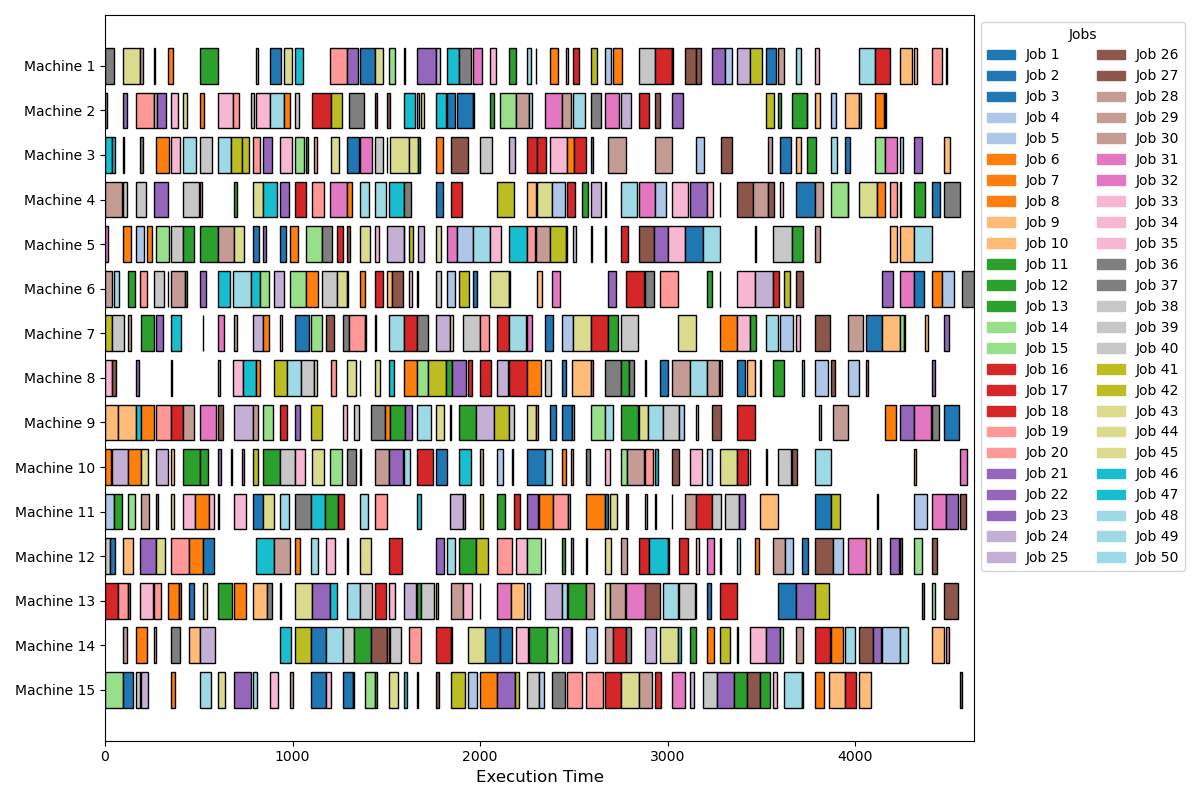 Machine 1
Machine 2
Machine 3
Machine 4
Machine 5
Machine 6
Machine 7
Machine 8
Machine 9
Machine 10
Machine 11
Machine 12
Machine 13
Machine 14
Machine 15
0 1000 2000 3000 4000
Execution Time
Jobs
Job 1 Job 26
Job 2 Job 27
Job 3 Job 28
Job 4 Job 29
Job 5 Job 30
Job 6 Job 31
Job 7 Job 32
Job 8 Job 33
Job 9 Job 34
Job 10 Job 35
Job 11 Job 36
Job 12 Job 37
Job 13 Job 38
Job 14 Job 39
Job 15 Job 40
Job 16 Job 41
Job 17 Job 42
Job 18 Job 43
Job 19 Job 44
Job 20 Job 45
Job 21 Job 46
Job 22 Job 47
Job 23 Job 48
Job 24 Job 49
Job 25 Job 50